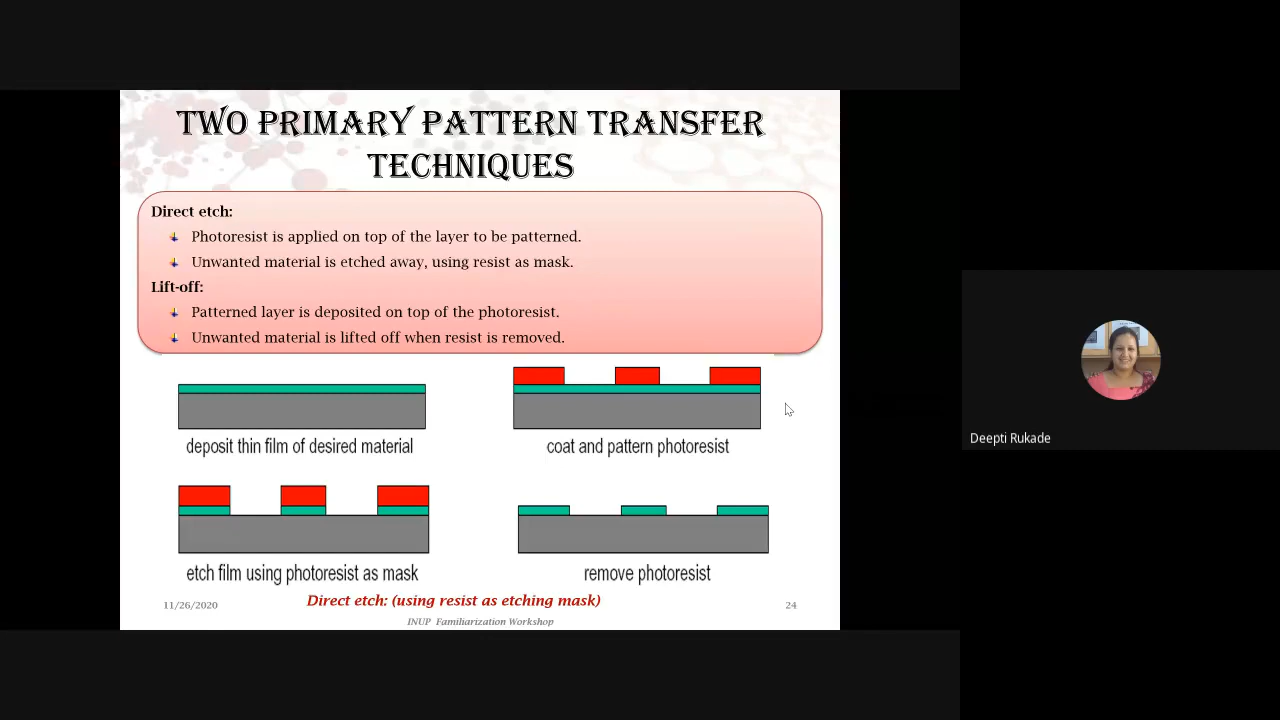 TWO PRIMARY PATTERN TRANSFER
TECHNIQUES
Direct etch:
Photoresist is applied on top of the layer to be patterned.
Unwanted material is etched away, using resist as mask.
Lift-off:
Patterned layer is deposited on top of the photoresist.
Unwanted material is lifted off when resist is removed.
deposit thin film of desired material
coat and pattern photoresist
etch film using photoresist as mask
remove photoresist
Direct etch: (using resist as etching mask)
11/26/2020
24
INUP Familiarization Workshop
Deepti Rukade